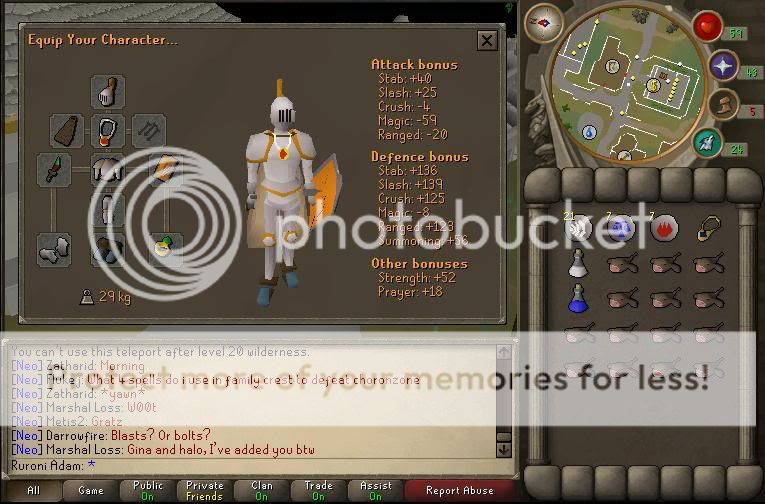 Equip Your Character...
Attack bonus
Stab: +40
Slash: +25
Crush: -4
Magic: -59
Ranged: -20
Defence bonus
Stab: +136
Slash: +139
Crush: +125
Magic: -8
Ranged: +123
Summoning: +56
Other bonuses
Strength: +52
Prayer: +18
29 kg
59
43
5
24
21 7 7
photobucket
Protect more of your memories for less!
You can't use this teleport after level 20 wilderness.
[Neo] Zatharid: Morning
[Neo] Fluke j: What 4 spells do i use in family crest to defeat choronzone
[Neo] Zatharid: *yawn*
[Neo] Marshal Loss: W00t
[Neo] Metis2: Gratz
[Neo] Darrowfire: Blasts? Or bolts?
[Neo] Marshal Loss: Gina and halo, I've added you btw
Ruroni Adam: *
All
Game
Public
On
Private
Friends
Clan
On
Trade
On
Assist
On
Report Abuse